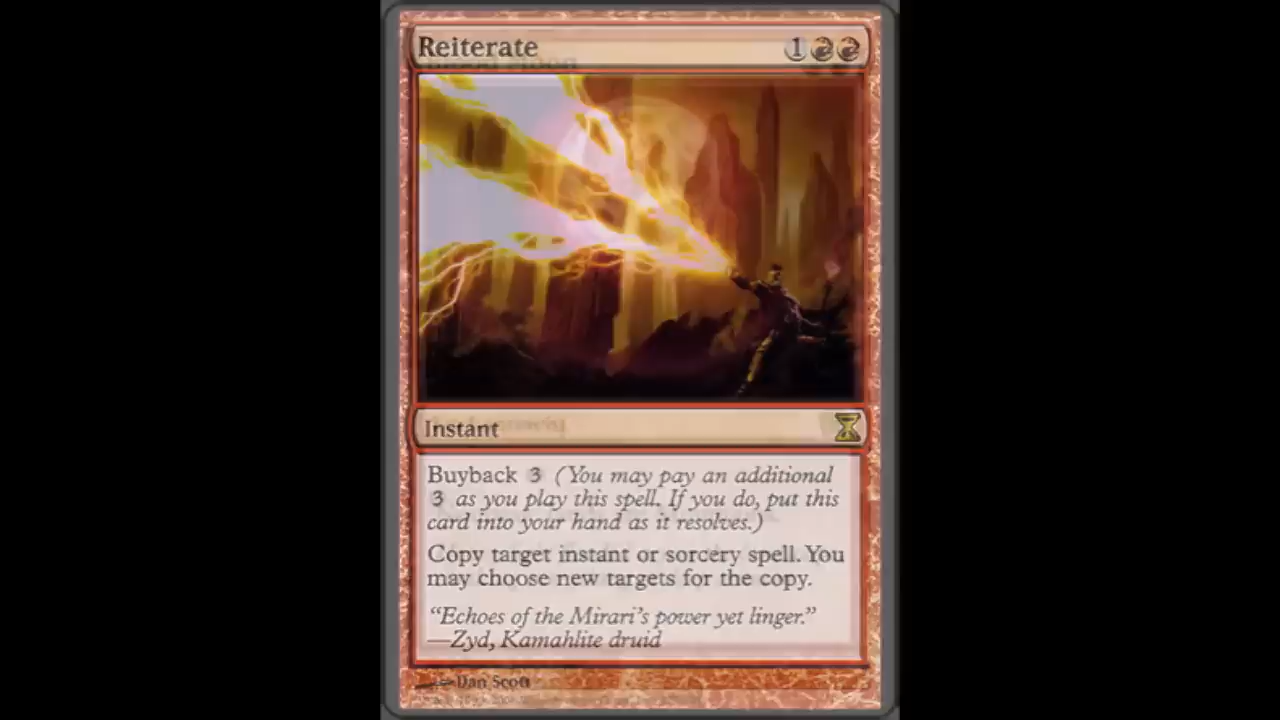 Reiterate 1
Instant
Buyback 3 (You may pay an additional
3 as you play this spell. If you do, put this
card into your hand as it resolves.)
Copy target instant or sorcery spell. You
may choose new targets for the copy.
“Echoes of the Mirari’s power yet linger.”
—Zyd, Kamahlite druid
Dan Scott